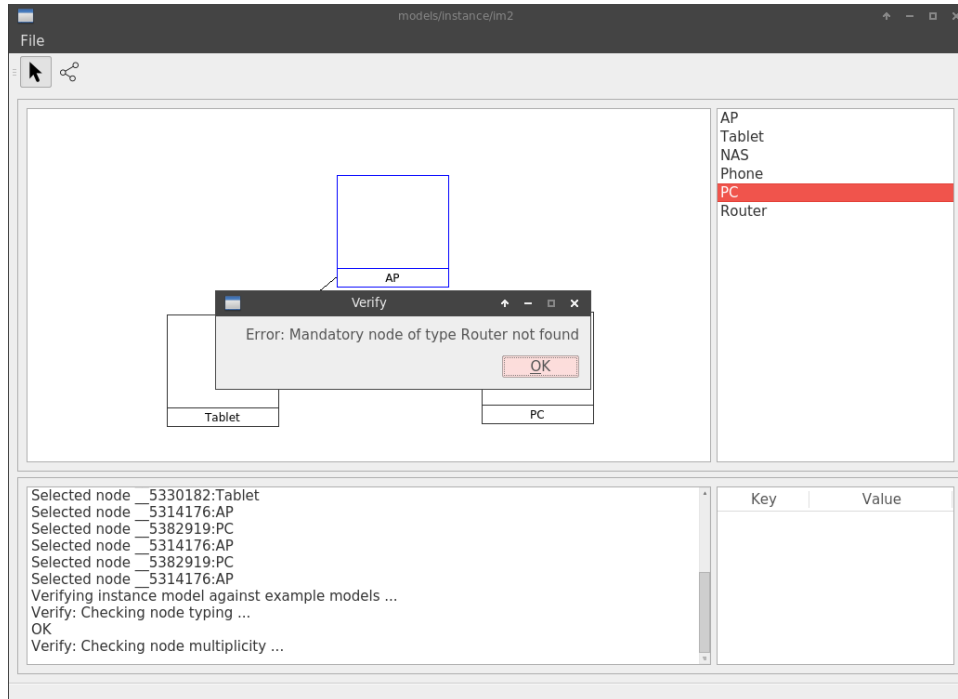 models/instance/im2
File
AP
Tablet
NAS
Phone
PC
Router
AP
Verify
Error: Mandatory node of type Router not found
OK
Tablet
PC
Selected node __5330182:Tablet
Selected node __5314176:AP
Selected node __5382919:PC
Selected node __5314176:AP
Selected node __5382919:PC
Selected node __5314176:AP
Verifying instance model against example models ...
Verify: Checking node typing ...
OK
Verify: Checking node multiplicity ...
Key Value